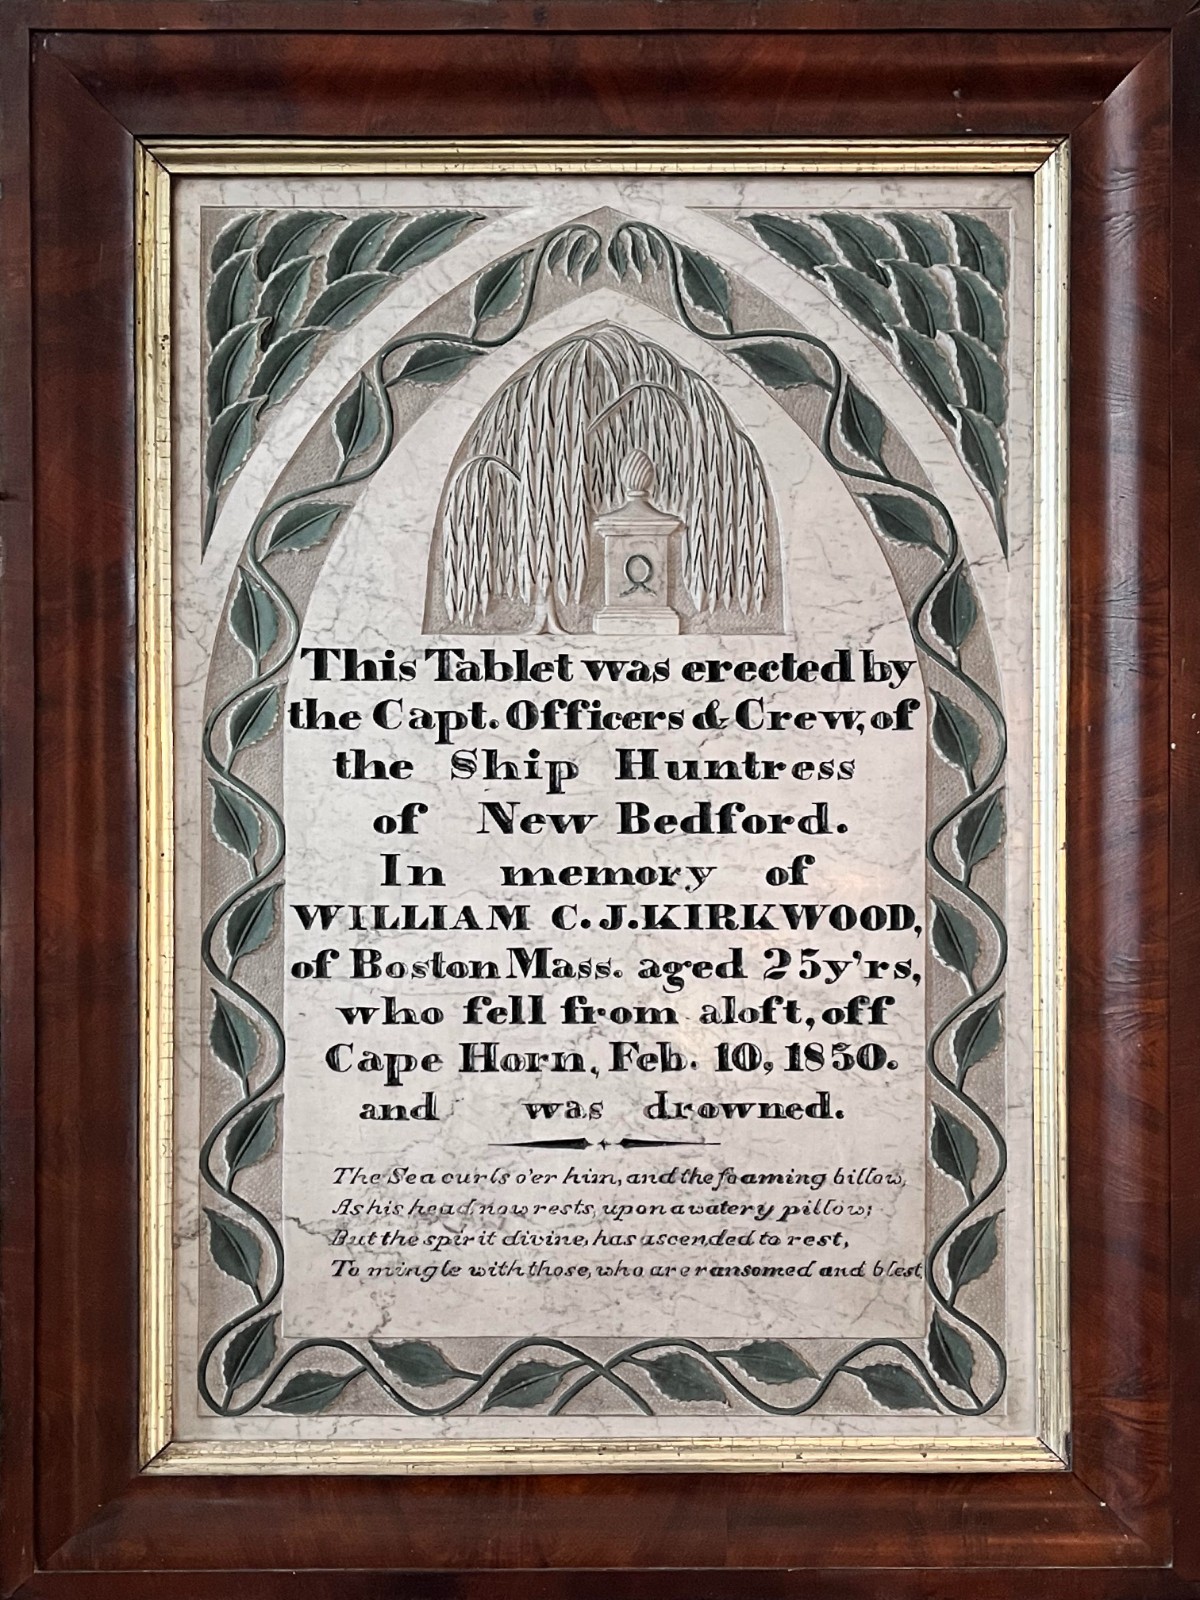 This Tablet was erected by
the Capt. Officers & Crew, of
the Ship Huntress
of New Bedford.
In memory of
WILLIAM C. J. KIRKWOOD,
of Boston Mass. aged 25y'rs,
who fell from aloft, off
Cape Horn, Feb. 10, 1850.
and was drowned.
The Sea curls o'er him, and the foaming billow,
As his head now rests, upon a watery pillow;
But the spirit divine, has ascended to rest,
To mingle with those, who are ransomed and blest